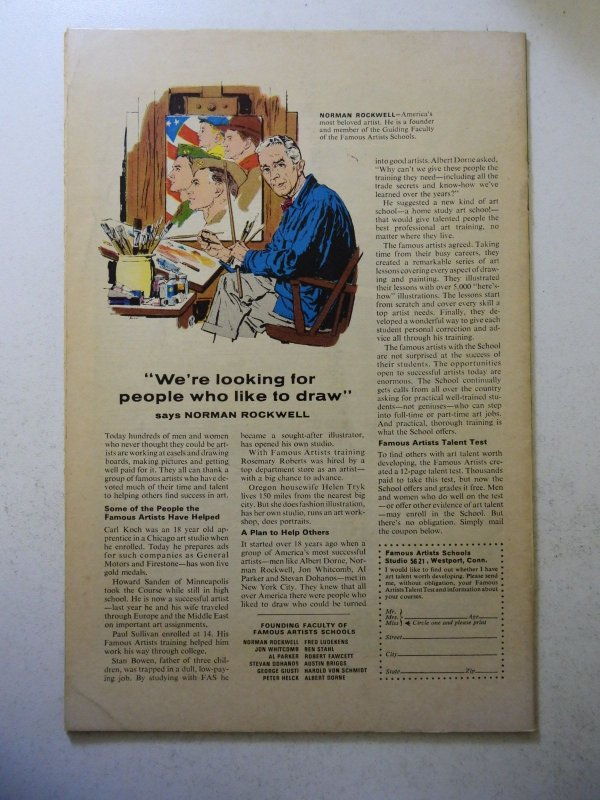 NORMAN ROCKWELL—America's
most beloved artist. He is a founder
and member of the Guiding Faculty
of the Famous Artists Schools.
"We're looking for
people who like to draw"
says NORMAN ROCKWELL
Today hundreds of men and women
who never thought they could be art-
ists are working at easels and drawing
boards, making pictures and getting
well paid for it. They all can thank a
group of famous artists who have de-
voted much of their time and talent
to helping others find success in art.
Some of the People the
Famous Artists Have Helped
Carl Koch was an 18 year old ap-
prentice in a Chicago art studio when
he enrolled. Today he prepares ads
for such companies as General
Motors and Firestone—has won five
gold medals.
Howard Sanden of Minneapolis
took the Course while still in high
school. He is now a successful artist
—last year he and his wife traveled
through Europe and the Middle East
on important art assignments.
Paul Sullivan enrolled at 14. His
Famous Artists training helped him
work his way through college.
Stan Bowen, father of three chil-
dren, was trapped in a dull, low-pay-
ing job. By studying with FAS he
became a sought-after illustrator,
has opened his own studio.
With Famous Artists training
Rosemary Roberts was hired by a
top department store as an artist—
with a big chance to advance.
Oregon housewife Helen Tryk
lives 150 miles from the nearest big
city. But she does fashion illustration,
has her own studio, runs an art work-
shop, does portraits.
A Plan to Help Others
It started over 18 years ago when a
group of America's most successful
artists—men like Albert Dorne, Nor-
man Rockwell, Jon Whitcomb, Al
Parker and Stevan Dohanos—met in
New York City. They knew that all
over America there were people who
liked to draw who could be turned
FOUNDING FACULTY OF
FAMOUS ARTISTS SCHOOLS
NORMAN ROCKWELL FRED LUDEKENS
JON WHITCOMB BEN STAHL
AL PARKER ROBERT FAWCETT
STEVAN DOHANOS AUSTIN BRIGGS
GEORGE GIUSTI HAROLD VON SCHMIDT
PETER HELCK ALBERT DORNE
into good artists. Albert Dorne asked,
"Why can't we give these people the
training they need—including all the
trade secrets and know-how we've
learned over the years?"
He suggested a new kind of art
school—a home study art school—
that would give talented people the
best professional art training, no
matter where they live.
The famous artists agreed. Taking
time from their busy careers, they
created a remarkable series of art
lessons covering every aspect of draw-
ing and painting. They illustrated
their lessons with over 5,000 "here's-
how" illustrations. The lessons start
from scratch and cover every skill a
top artist needs. Finally, they de-
veloped a wonderful way to give each
student personal correction and ad-
vice all through his training.
The famous artists with the School
are not surprised at the success of
their students. The opportunities
open to successful artists today are
enormous. The School continually
gets calls from all over the country
asking for practical well-trained stu-
dents—not geniuses—who can step
into full-time or part-time art jobs.
And practical, thorough training is
what the School offers.
Famous Artists Talent Test
To find others with art talent worth
developing, the Famous Artists cre-
ated a 12-page talent test. Thousands
paid to take this test, but now the
School offers and grades it free. Men
and women who do well on the test
—or offer other evidence of art talent
—may enroll in the School. But
there's no obligation. Simply mail
the coupon below.
Famous Artists Schools
Studio 5621, Westport, Conn.
I would like to find out whether I have
art talent worth developing. Please send
me, without obligation, your Famous
Artists Talent Test and information about
your courses.
Mr.
Mrs. Age
Miss Circle one and please print
Street
City
State Zip